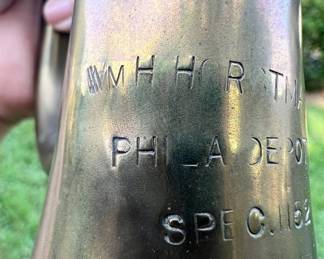 WM H HORSTMA
PHILA DEPOT
SPEC. 1152